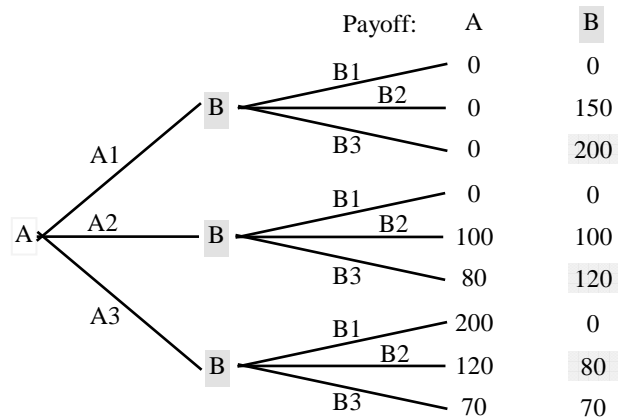 Payoff: A B
B1 0 0
B B2 0 150
B3 0 200
A1
B1 0 0
A A2 B B2 100 100
B3 80 120
A3
B1 200 0
B B2 120 80
B3 70 70